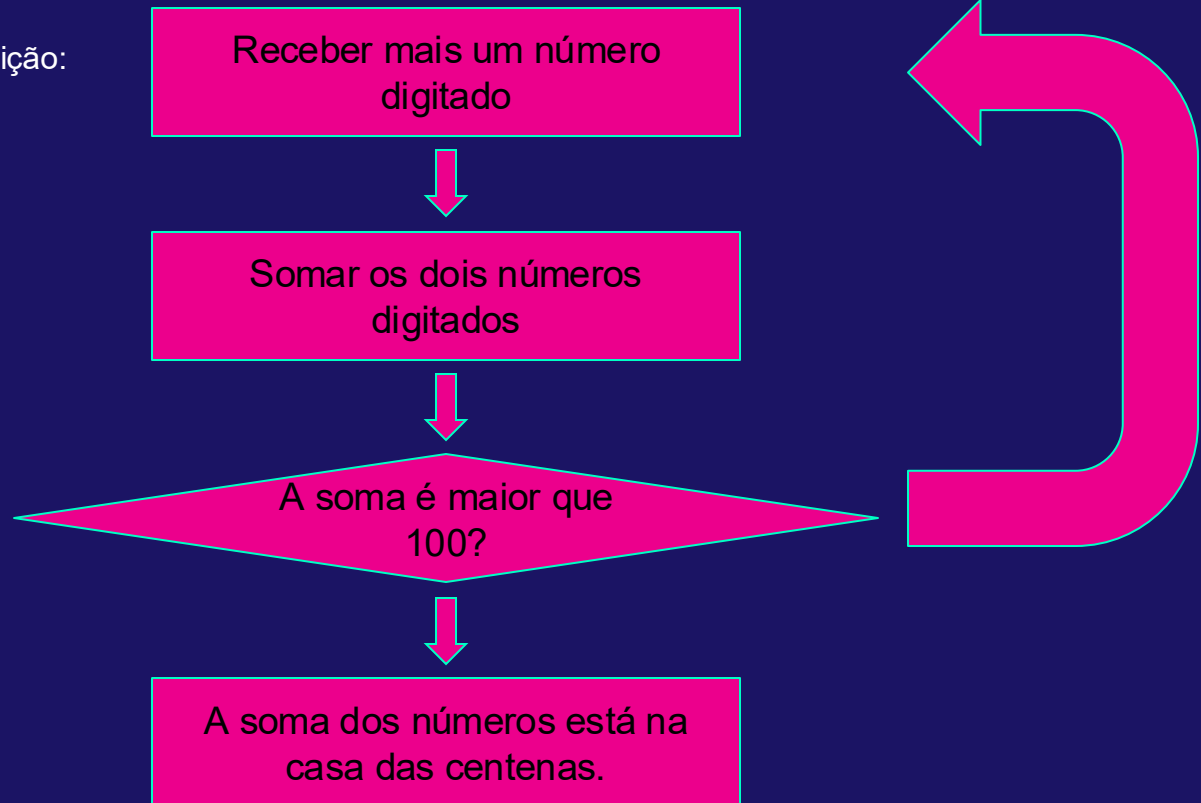 ição:
Receber mais um número
digitado
Somar os dois números
digitados
A soma é maior que
100?
A soma dos números está na
casa das centenas.